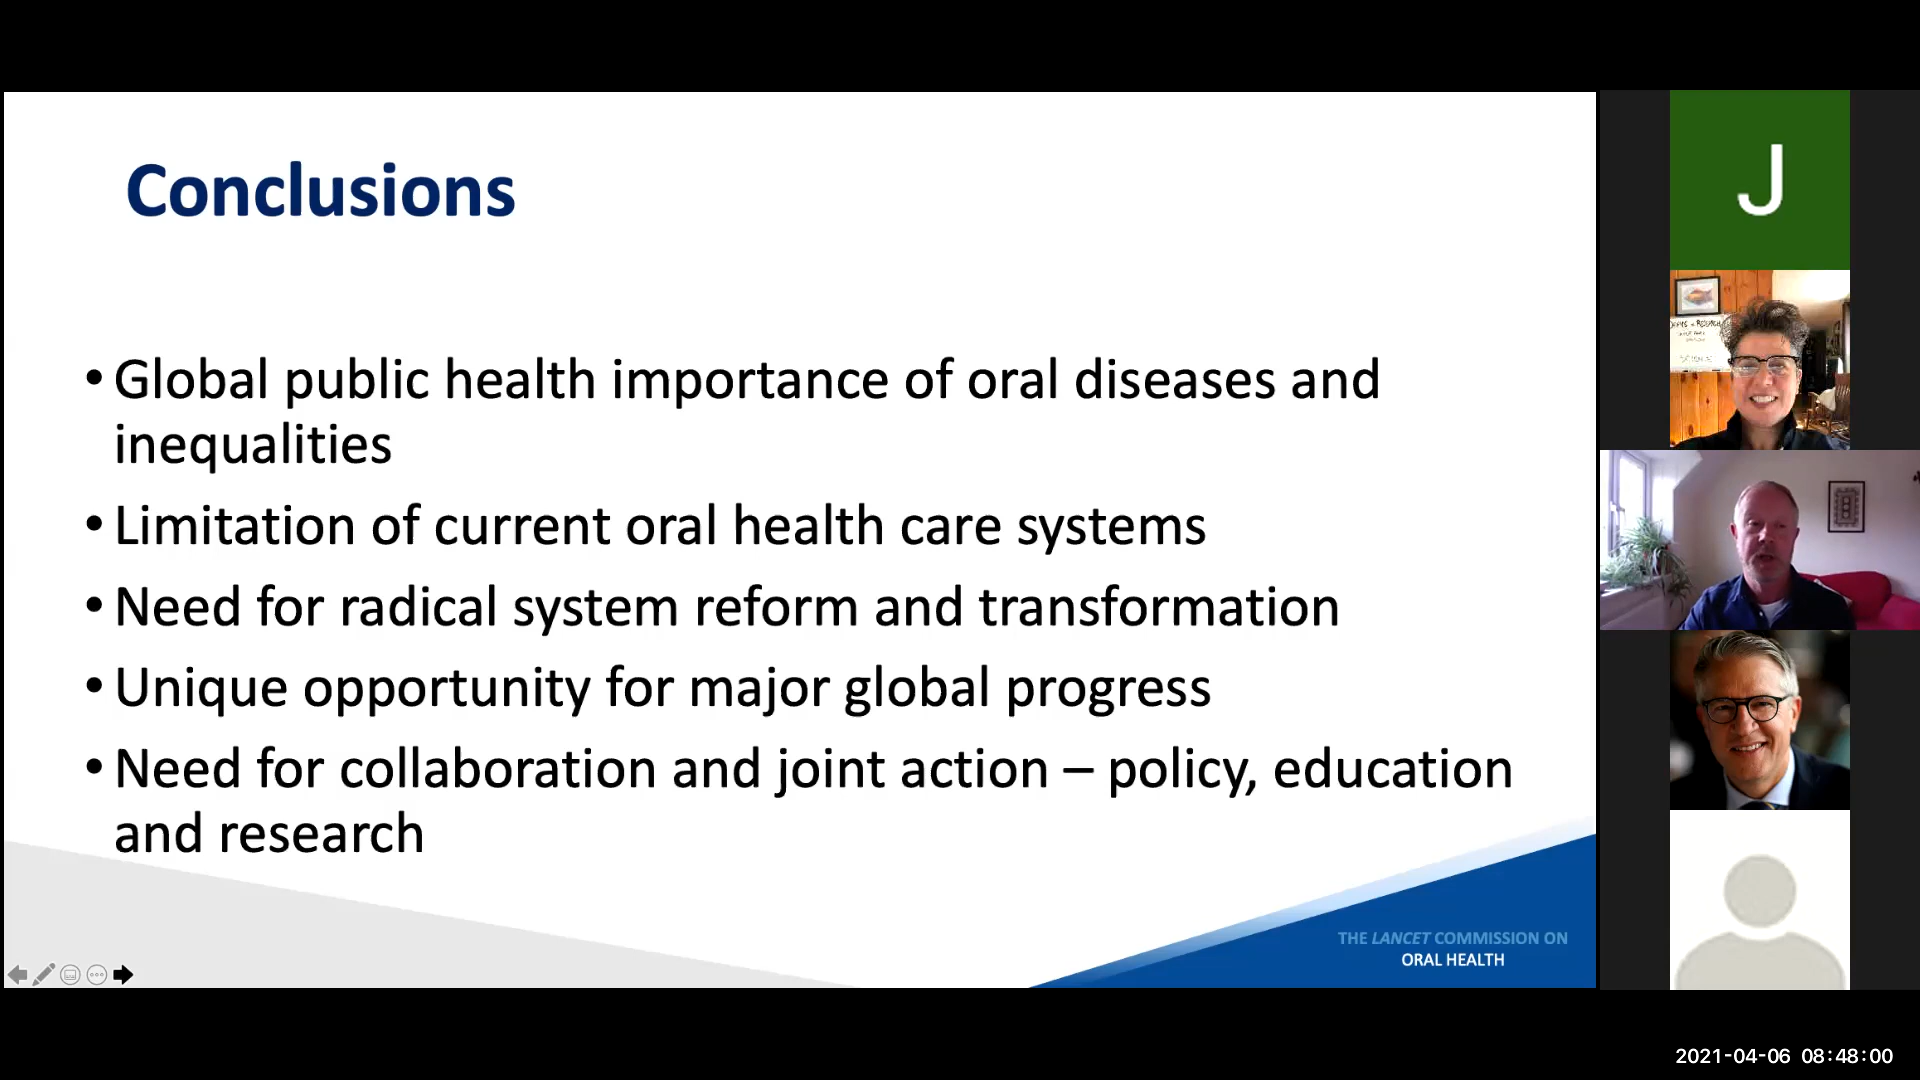 Conclusions
• Global public health importance of oral diseases and
inequalities
• Limitation of current oral health care systems
• Need for radical system reform and transformation
• Unique opportunity for major global progress
• Need for collaboration and joint action – policy, education
and research
THE LANCET COMMISSION ON
ORAL HEALTH
J
2021-04-06 08:48:00